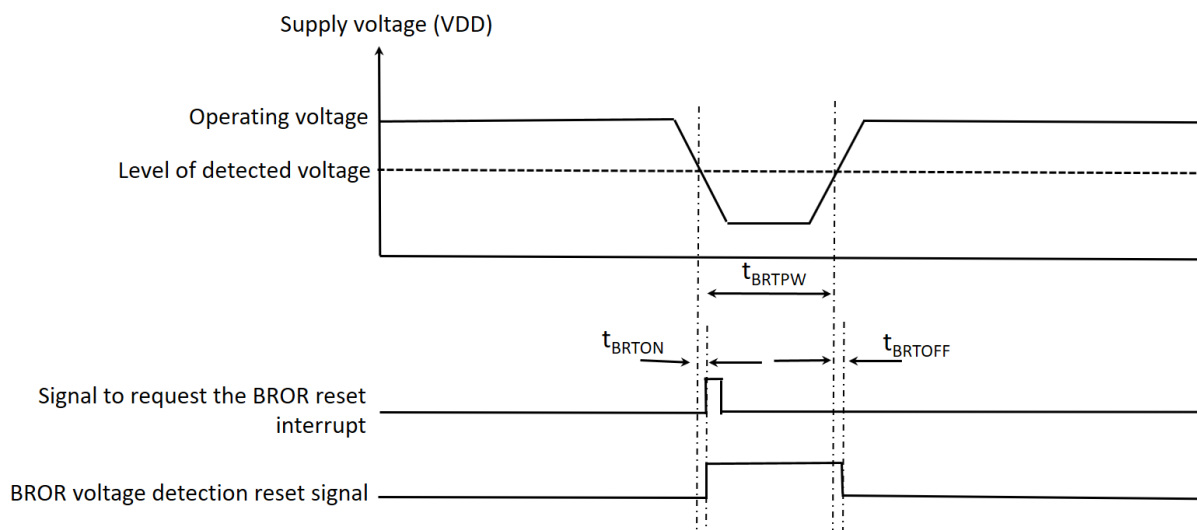 Supply voltage (VDD)
Operating voltage
Level of detected voltage
tBRTPW
tBRTON
tBRTOFF
Signal to request the BROR reset
interrupt
BROR voltage detection reset signal